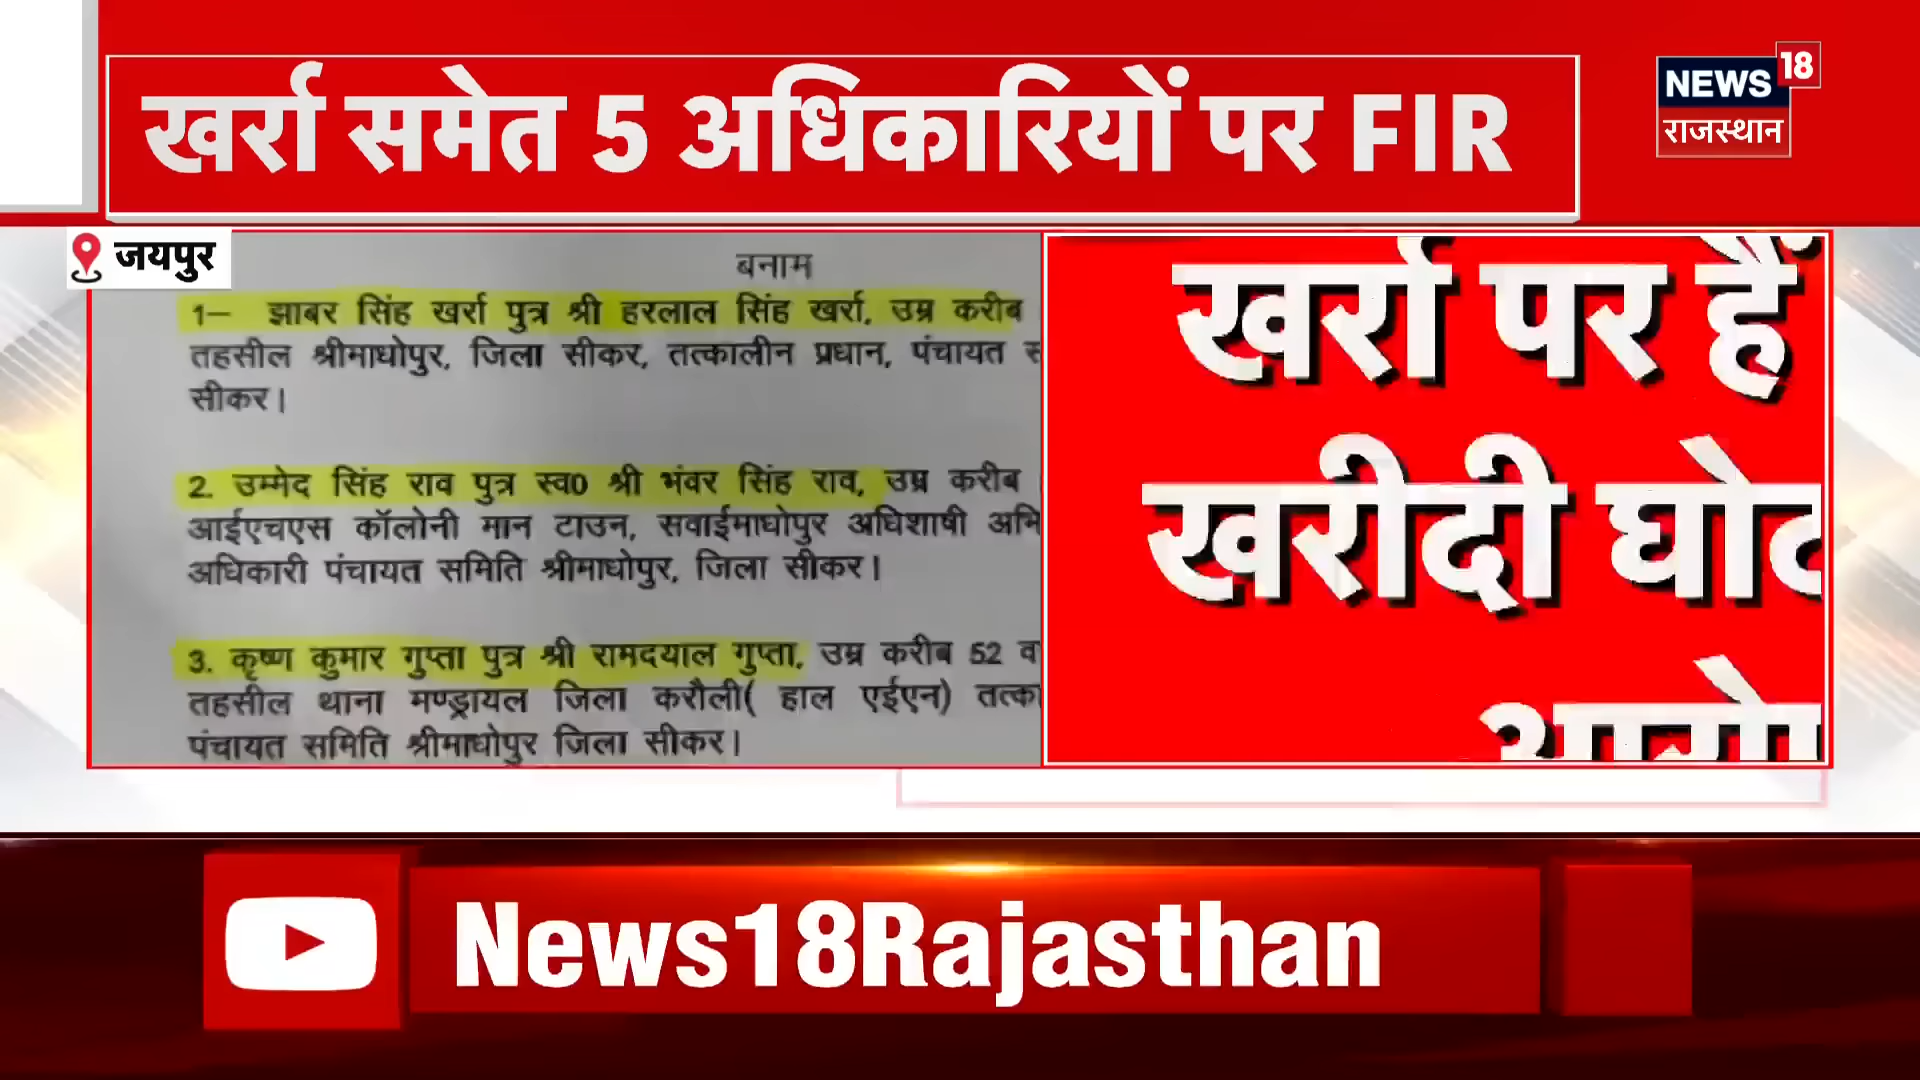 खर्रा समेत 5 अधिकारियों पर FIR
NEWS 18
राजस्थान
जयपुर
बनाम
1– झाबर सिंह खर्रा पुत्र श्री हरलाल सिंह खर्रा, उम्र करीब
तहसील श्रीमाधोपुर, जिला सीकर, तत्कालीन प्रधान, पंचायत
सीकर।
2. उम्मेद सिंह राव पुत्र स्व0 श्री भंवर सिंह राव, उम्र करीब
आईएचएस कॉलोनी मान टाउन, सवाईमाधोपुर अधिशाषी
अधिकारी पंचायत समिति श्रीमाधोपुर, जिला सीकर।
3. कृष्ण कुमार गुप्ता पुत्र श्री रामदयाल गुप्ता, उम्र करीब 52
तहसील थाना मण्ड्रायल जिला करौली( हाल एईएन)
पंचायत समिति श्रीमाधोपुर जिला सीकर।
खर्रा पर हैं
खरीदी
News18Rajasthan